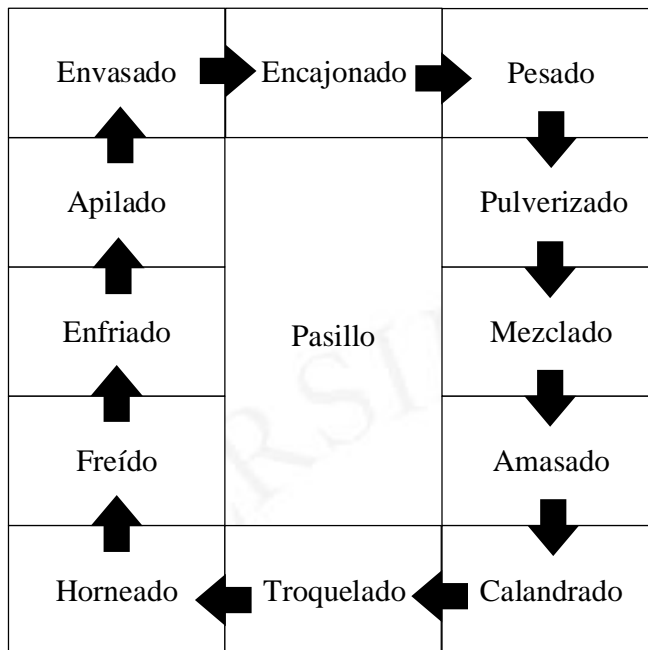 Envasado
Encajonado
Pesado
Apilado
Pulverizado
Enfriado
Pasillo
Mezclado
Freído
Amasado
Horneado
Troquelado
Calandrado